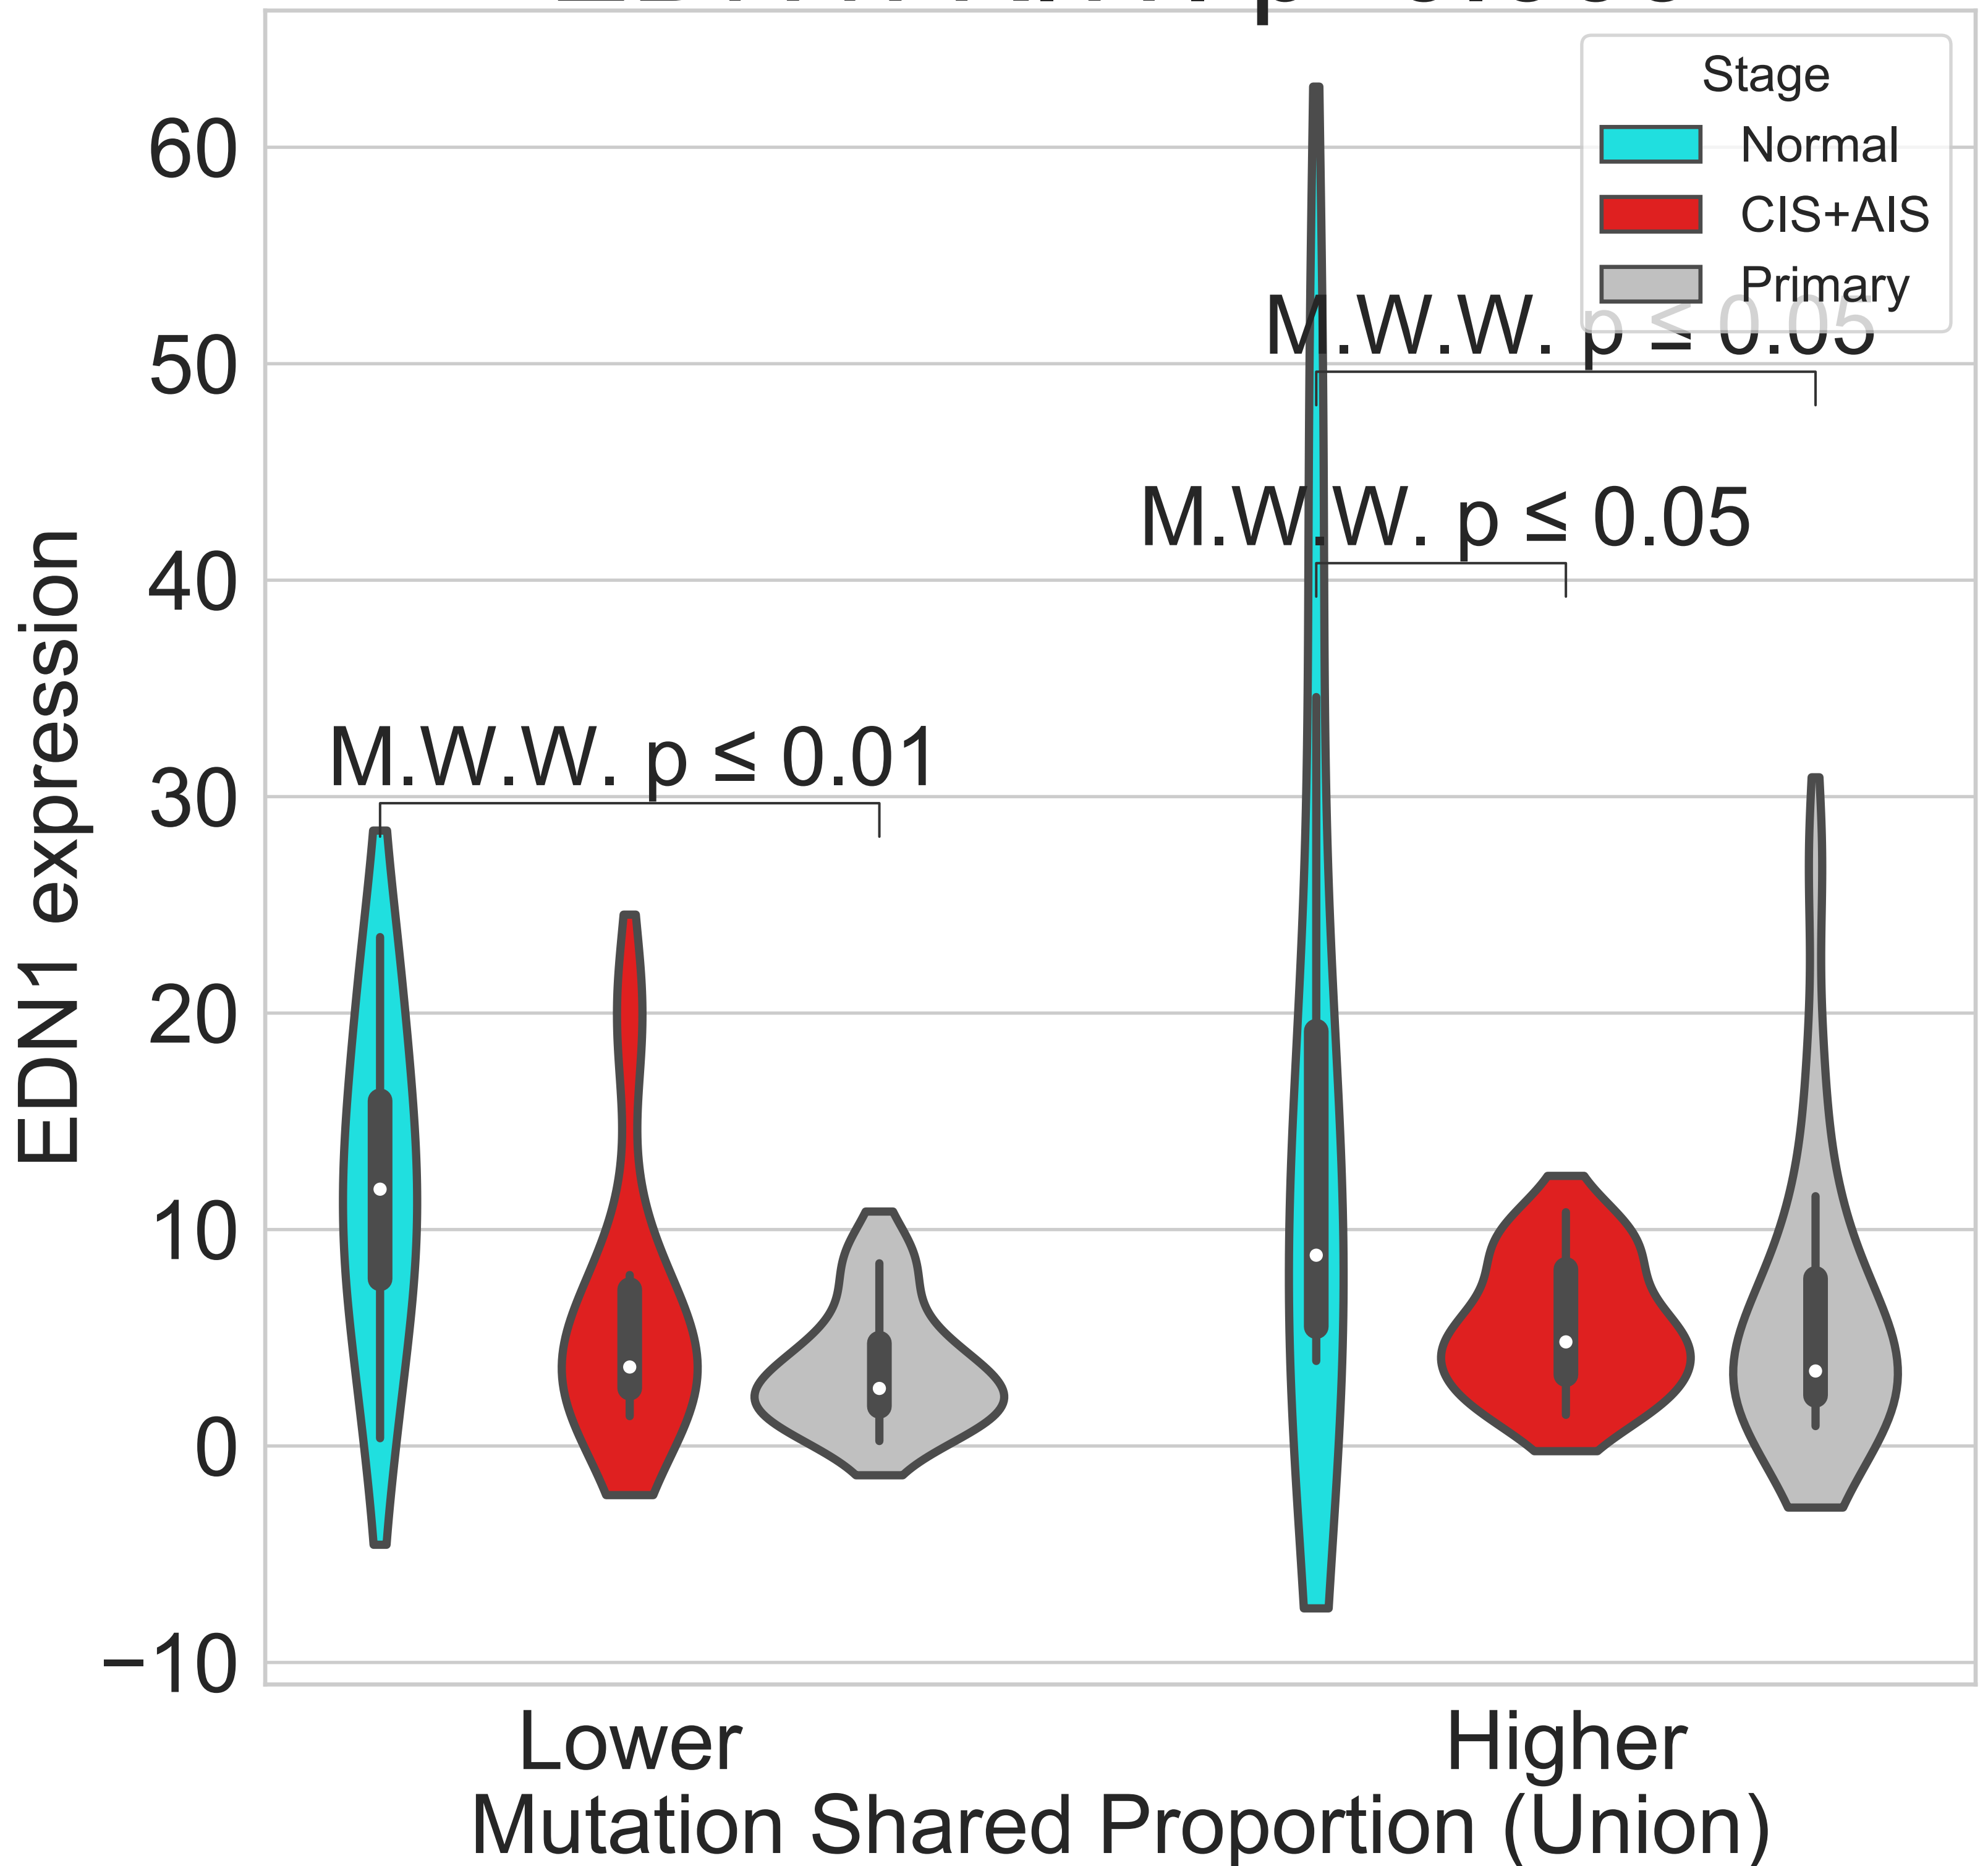 Stage
Normal
CIS+AIS
Primary
M.W.W. p ≤ 0.05
M.W.W. p ≤ 0.05
M.W.W. p ≤ 0.01
60
50
40
30
20
10
0
−10
EDN1 expression
Lower
Higher
Mutation Shared Proportion (Union)